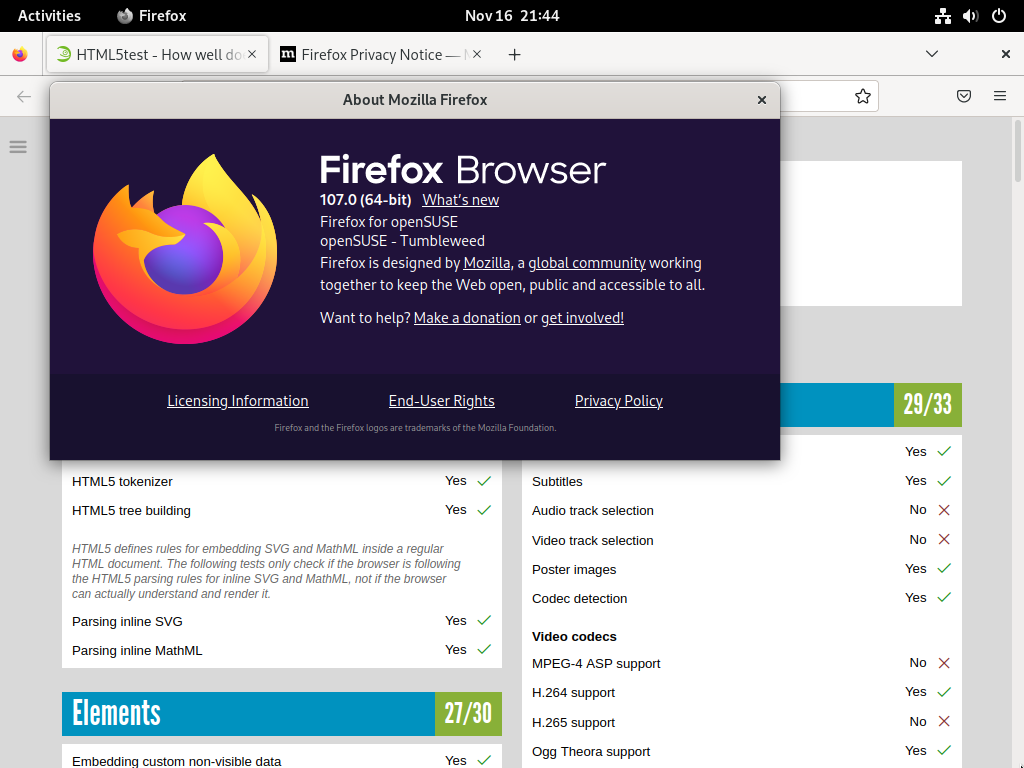 Activities Firefox Nov 16 21:44
HTML5test - How well do
Firefox Privacy Notice —
About Mozilla Firefox
Firefox Browser
107.0 (64-bit) What's new
Firefox for openSUSE
openSUSE - Tumbleweed
Firefox is designed by Mozilla, a global community working
together to keep the Web open, public and accessible to all.
Want to help? Make a donation or get involved!
Licensing Information End-User Rights Privacy Policy
Firefox and the Firefox logos are trademarks of the Mozilla Foundation.
HTML5 tokenizer Yes
HTML5 tree building Yes
HTML5 defines rules for embedding SVG and MathML inside a regular
HTML document. The following tests only check if the browser is following
the HTML5 parsing rules for inline SVG and MathML, not if the browser
can actually understand and render it.
Parsing inline SVG Yes
Parsing inline MathML Yes
Elements 27/30
Embedding custom non-visible data Yes
29/33
Yes
Subtitles Yes
Audio track selection No
Video track selection No
Poster images Yes
Codec detection Yes
Video codecs
MPEG-4 ASP support No
H.264 support Yes
H.265 support No
Ogg Theora support Yes